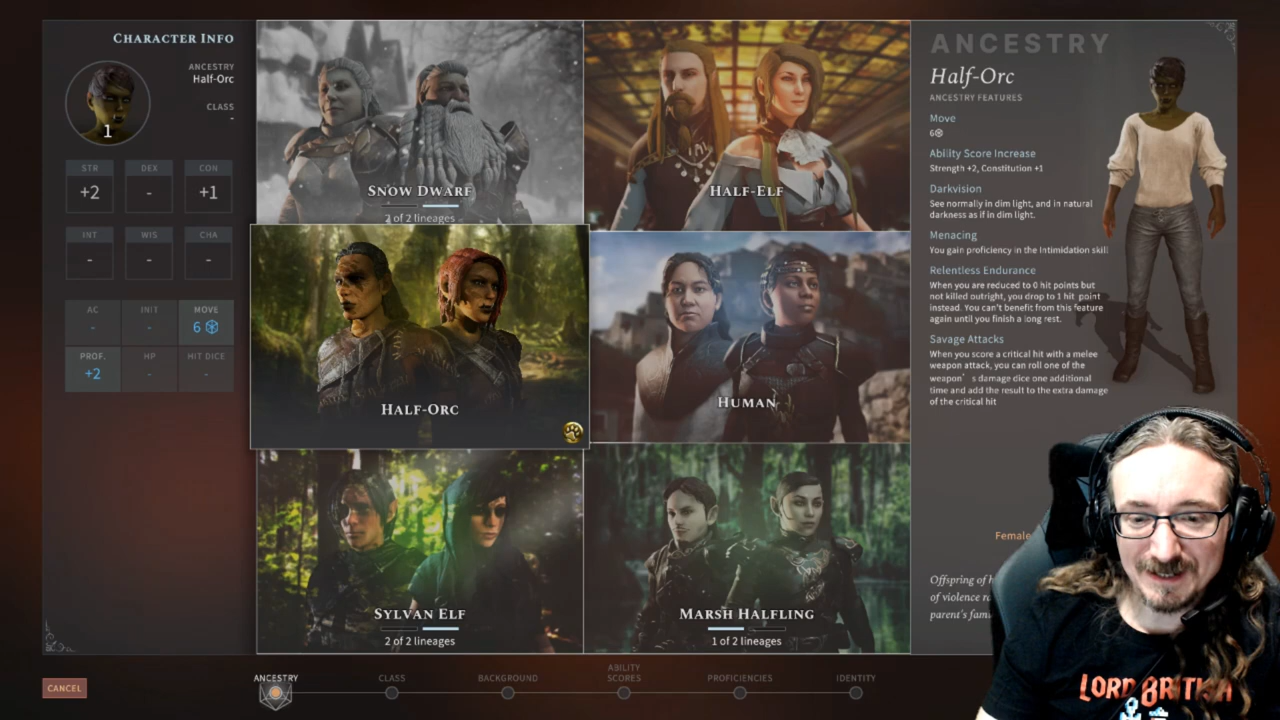 CHARACTER INFO
ANCESTRY
Half-Orc
CLASS
-
1
STR
DEX
CON
+2
-
+1
INT
WIS
CHA
-
-
-
AC
INIT
MOVE
-
-
6
PROF.
HP
HIT DICE
+2
-
-
SNOW DWARF
2 of 2 lineages
HALF-ELF
HALF-ORC
HUMAN
SYLVAN ELF
2 of 2 lineages
MARSH HALFLING
1 of 2 lineages
ANCESTRY
Half-Orc
ANCESTRY FEATURES
Move
6
Ability Score Increase
Strength +2, Constitution +1
Darkvision
See normally in dim light, and in natural
darkness as if in dim light.
Menacing
You gain proficiency in the Intimidation skill
Relentless Endurance
When you are reduced to 0 hit points but
not killed outright, you drop to 1 hit point
instead. You can't benefit from this feature
again until you finish a long rest.
Savage Attacks
When you score a critical hit with a melee
weapon attack, you can roll one of the
weapon' s damage dice one additional
time and add the result to the extra damage
of the critical hit
Female
Offspring of
of violence
parent's
LORD BRITISH
CANCEL
ANCESTRY
CLASS
BACKGROUND
ABILITY
SCORES
PROFICIENCIES
IDENTITY